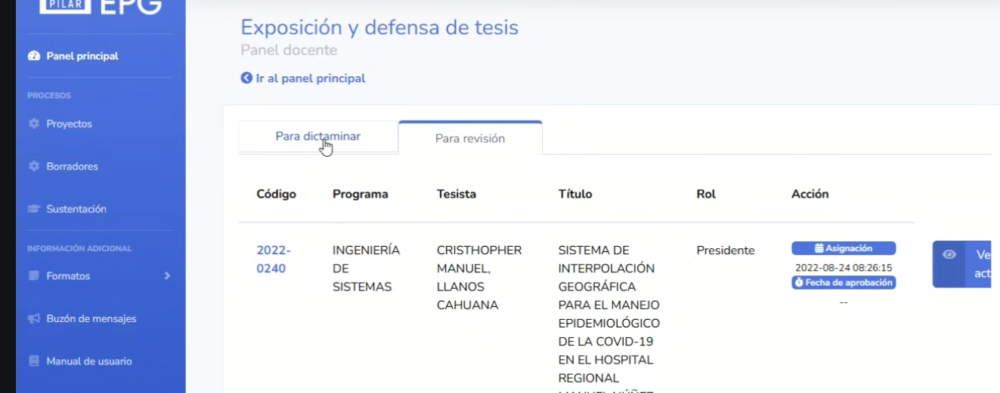 PILAR EPG
Panel principal
PROCESOS
Proyectos
Borradores
Sustentación
INFORMACIÓN ADICIONAL
Formatos
Buzón de mensajes
Manual de usuario
Exposición y defensa de tesis
Panel docente
Ir al panel principal
Para dictaminar
Para revisión
Código Programa Tesista Título Rol Acción
2022-
0240
INGENIERÍA
DE
SISTEMAS
CRISTHOPHER
MANUEL,
LLANOS
CAHUANA
SISTEMA DE
INTERPOLACIÓN
GEOGRÁFICA
PARA EL MANEJO
EPIDEMIOLÓGICO
DE LA COVID-19
EN EL HOSPITAL
REGIONAL
Presidente
Asignación
2022-08-24 08:26:15
Fecha de aprobación
--
Ve
act